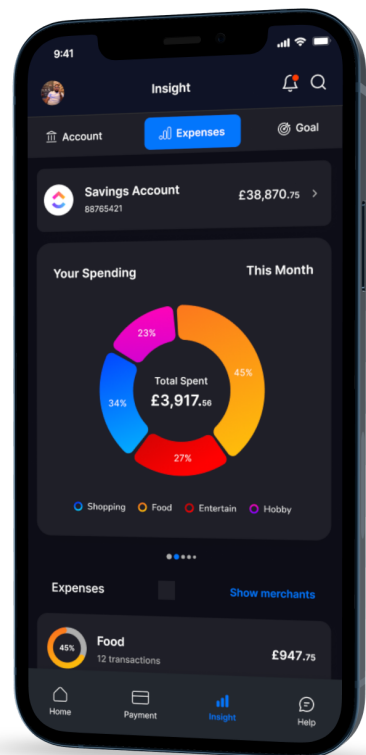 9:41
Insight
Account
Expenses
Goal
Savings Account
£38,870.75
88765421
Your Spending
This Month
23%
45%
Total Spent
£3,917.56
34%
27%
Shopping
Food
Entertain
Hobby
Expenses
Show merchants
45%
Food
£947.75
12 transactions
Home
Payment
Insight
Help